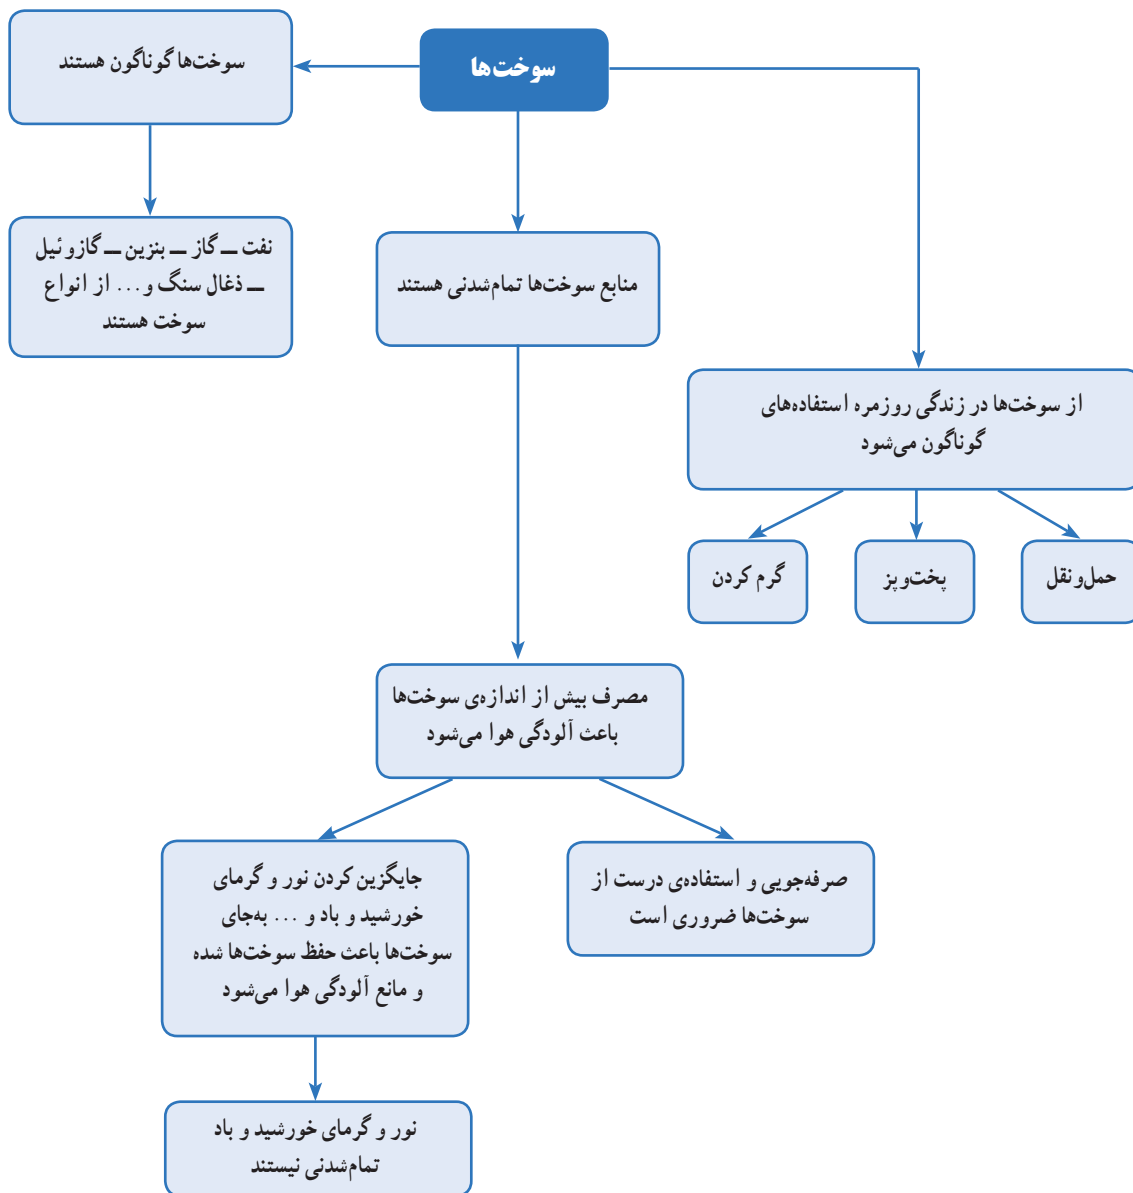 سوخت‌ها
سوخت‌ها گوناگون هستند
نفت ــ گاز ــ بنزین ــ گازوئیل
ــ ذغال سنگ و... از انواع
سوخت هستند
منابع سوخت‌ها تمام‌شدنی هستند
از سوخت‌ها در زندگی روزمره استفاده‌های
گوناگون می‌شود
حمل‌و‌نقل
پخت‌و‌پز
گرم کردن
مصرف بیش از اندازه‌ی سوخت‌ها
باعث آلودگی هوا می‌شود
صرفه‌جویی و استفاده‌ی درست از
سوخت‌ها ضروری است
جایگزین کردن نور و گرمای
خورشید و باد و ... به‌جای
سوخت‌ها باعث حفظ سوخت‌ها شده
و مانع آلودگی هوا می‌شود
نور و گرمای خورشید و باد
تمام‌شدنی نیستند